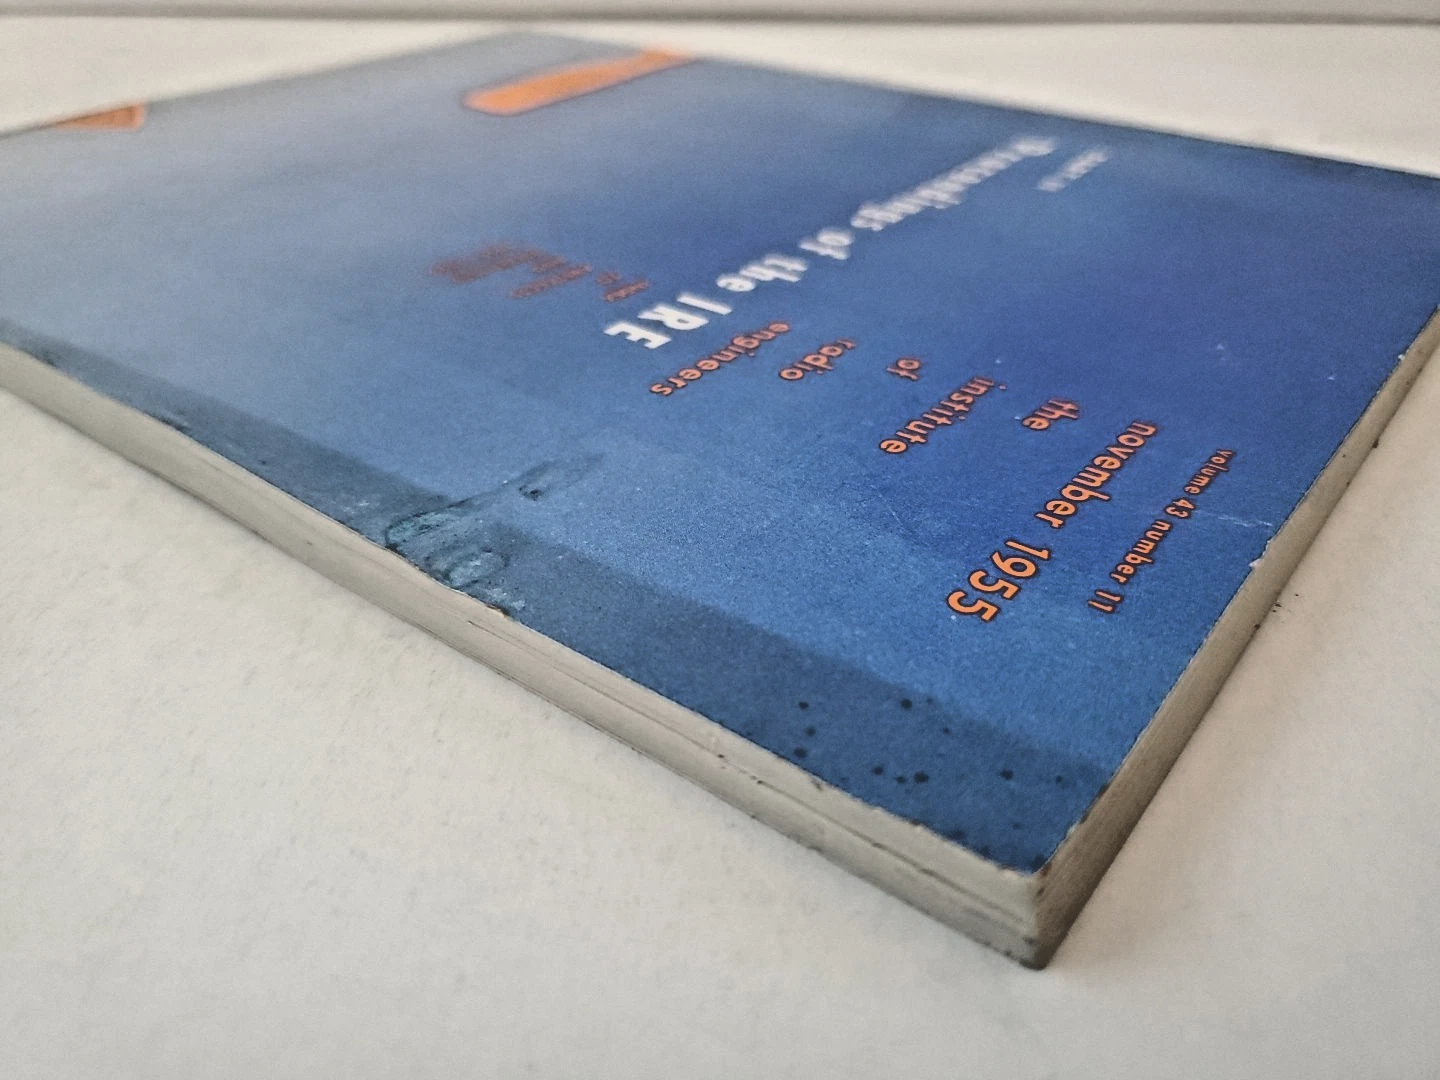 volume 43 number 11
november 1955
the
institute
of
radio
engineers
Proceedings of the IRE